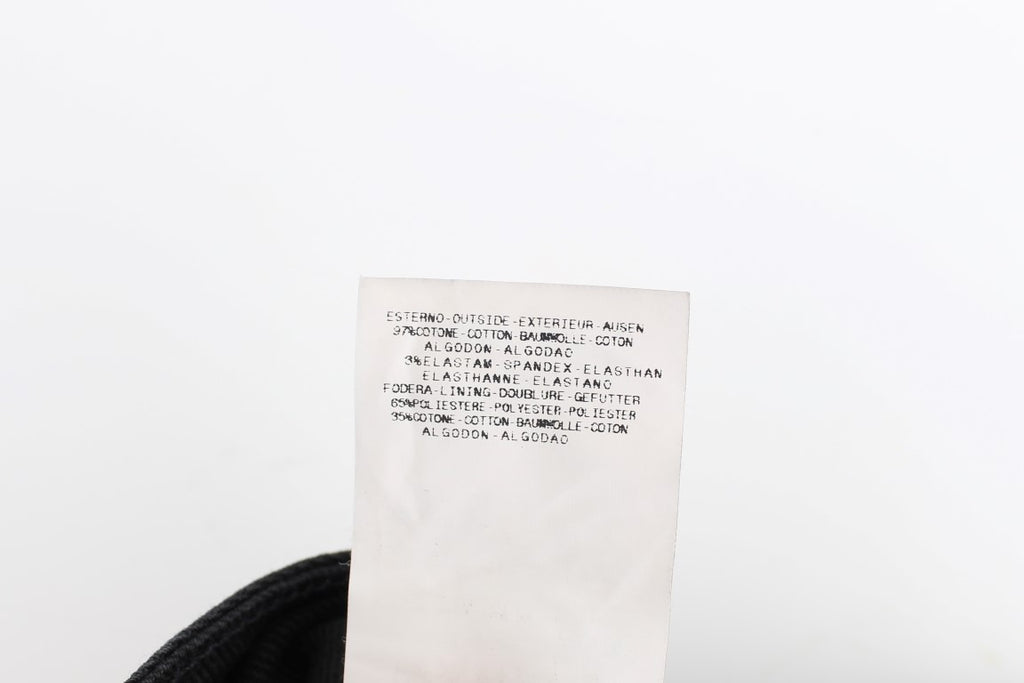 ESTERNO-OUTSIDE-EXTERIEUR-AUSEN
97%COTONE-COTTON-BAUMWOLLE-COTON
ALGODON-ALGODAO
3%ELASTAM-SPANDEX-ELASTHAN
ELASTHANNE-ELASTANO
FODERA-LINING-DOUBLURE-GEFUTTER
65%POLIESTERE-POLYESTER-POLIESTER
35%COTONE-COTTON-BAUMWOLLE-COTON
ALGODON-ALGODAO